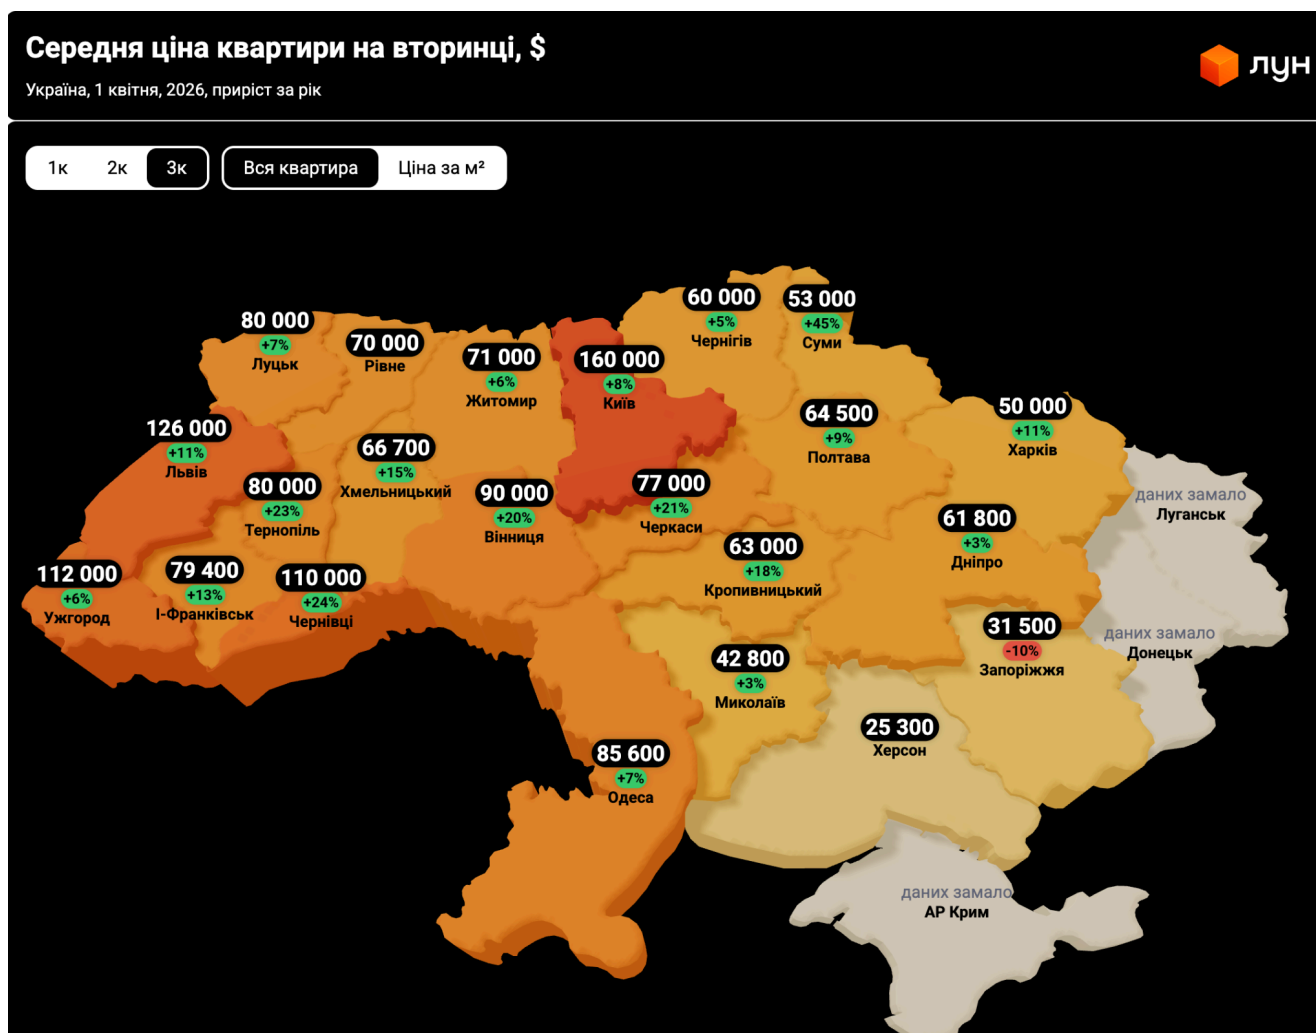 Середня ціна квартири на вторинці, $
Україна, 1 квітня, 2026, приріст за рік
лун
1к 2к 3к Вся квартира Ціна за м²
60 000
+5%
Чернігів
53 000
+45%
Суми
80 000
+7%
Луцьк
70 000
Рівне
71 000
+6%
Житомир
160 000
+8%
Київ
126 000
+11%
Львів
66 700
+15%
Хмельницький
64 500
+9%
Полтава
50 000
+11%
Харків
80 000
+23%
Тернопіль
90 000
+20%
Вінниця
77 000
+21%
Черкаси
даних замало
Луганськ
61 800
+3%
Дніпро
112 000
+6%
Ужгород
79 400
+13%
І-Франківськ
110 000
+24%
Чернівці
63 000
+18%
Кропивницький
31 500
-10%
Запоріжжя
даних замало
Донецьк
42 800
+3%
Миколаїв
25 300
Херсон
85 600
+7%
Одеса
даних замало
АР Крим